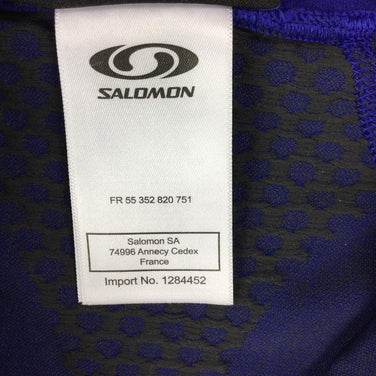 SALOMON
FR 55 352 820 751
Salomon SA
74996 Annecy Cedex
France
Import No. 1284452